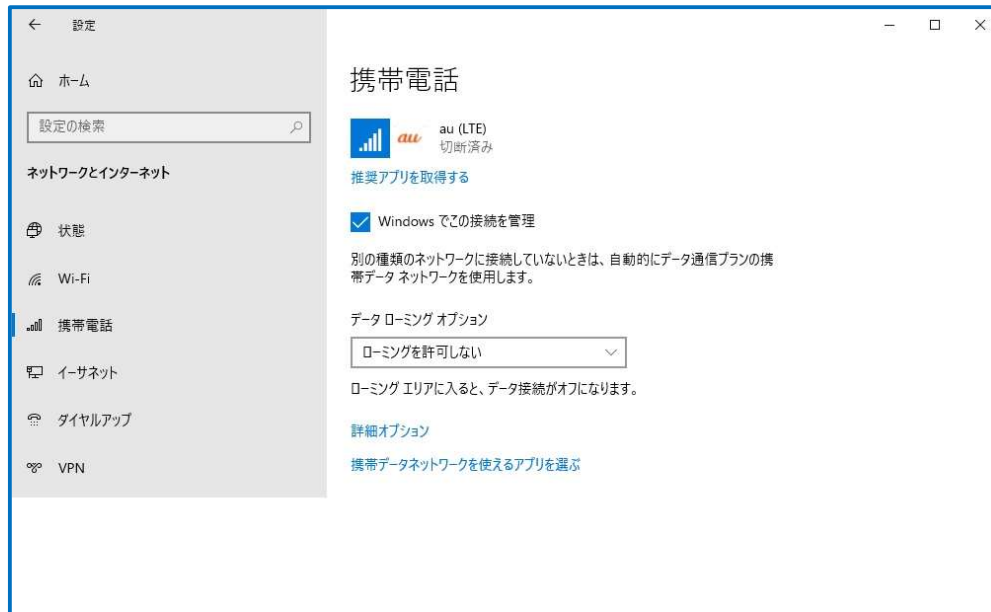 設定
ホーム
設定の検索
ネットワークとインターネット
状態
Wi-Fi
携帯電話
イーサネット
ダイヤルアップ
VPN
携帯電話
au
au (LTE)
切断済み
推奨アプリを取得する
Windows でこの接続を管理
別の種類のネットワークに接続していないときは、自動的にデータ通信プランの携
帯データ ネットワークを使用します。
データ ローミング オプション
ローミングを許可しない
ローミング エリアに入ると、データ接続がオフになります。
詳細オプション
携帯データネットワークを使えるアプリを選ぶ